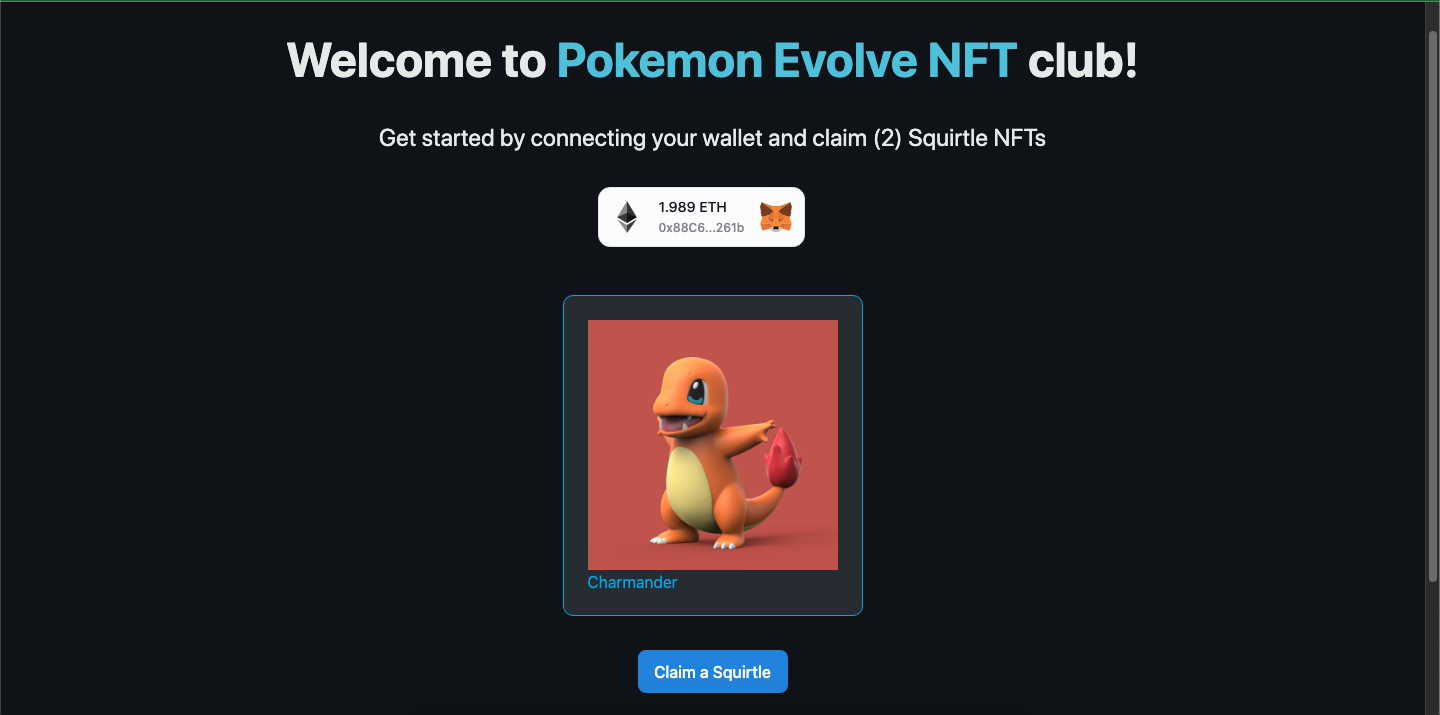 Welcome to Pokemon Evolve NFT club!
Get started by connecting your wallet and claim (2) Squirtle NFTs
1.989 ETH
0x88C6...261b
Charmander
Claim a Squirtle